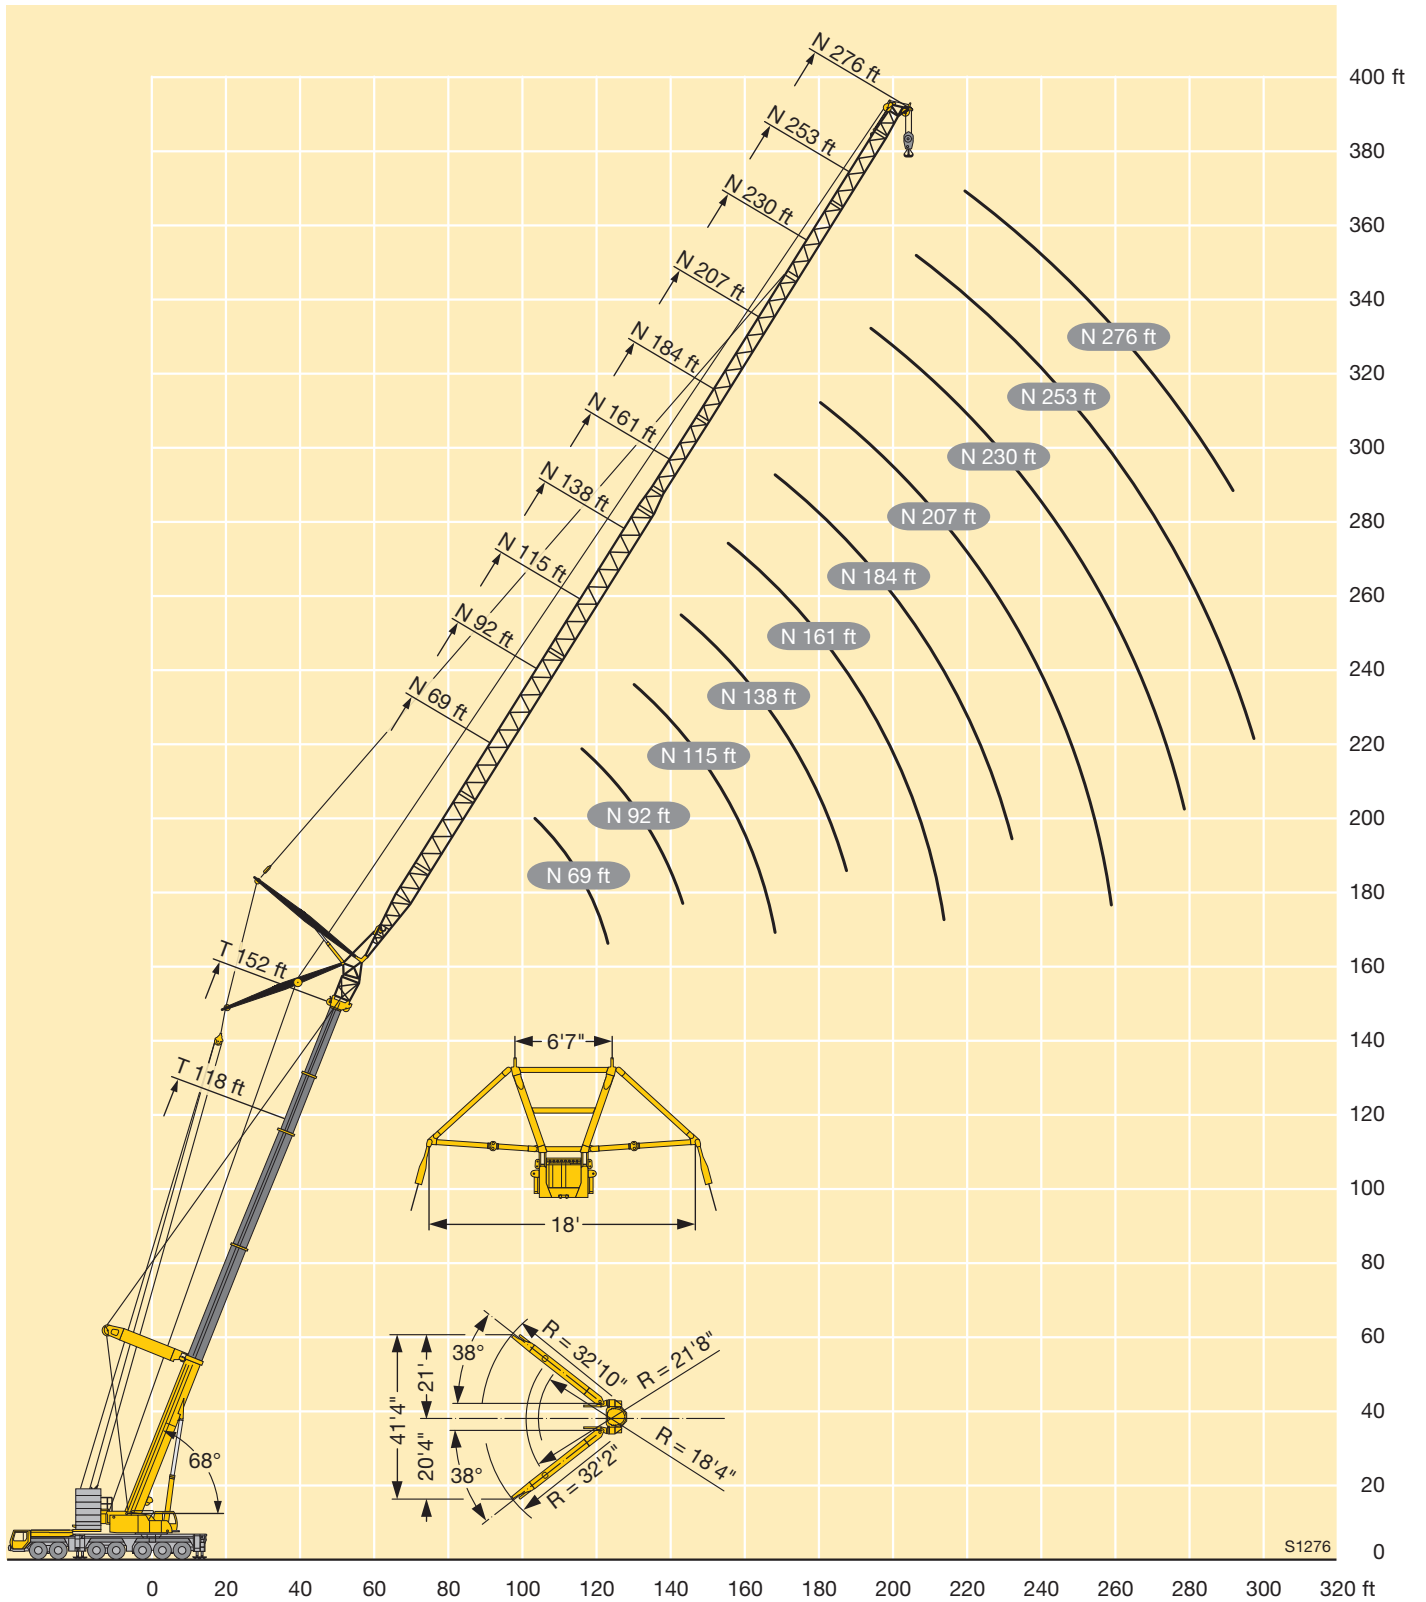 N 276 ft
400 ft
N 253 ft
380
N 230 ft
360
N 207 ft
340
N 276 ft
N 184 ft
320
N 253 ft
N 161 ft
300
N 230 ft
N 138 ft
280
N 207 ft
N 115 ft
N 184 ft
260
N 92 ft
N 161 ft
240
N 69 ft
N 138 ft
220
N 115 ft
200
N 92 ft
N 69 ft
180
T 152 ft
160
6'7"
140
T 118 ft
120
100
18'
80
60
R = 32'10"
R = 21'8"
38°
21'
41'4"
40
20'4"
38°
R = 32'2"
R = 18'4"
68°
20
S1276
0
0 20 40 60 80 100 120 140 160 180 200 220 240 260 280 300 320 ft